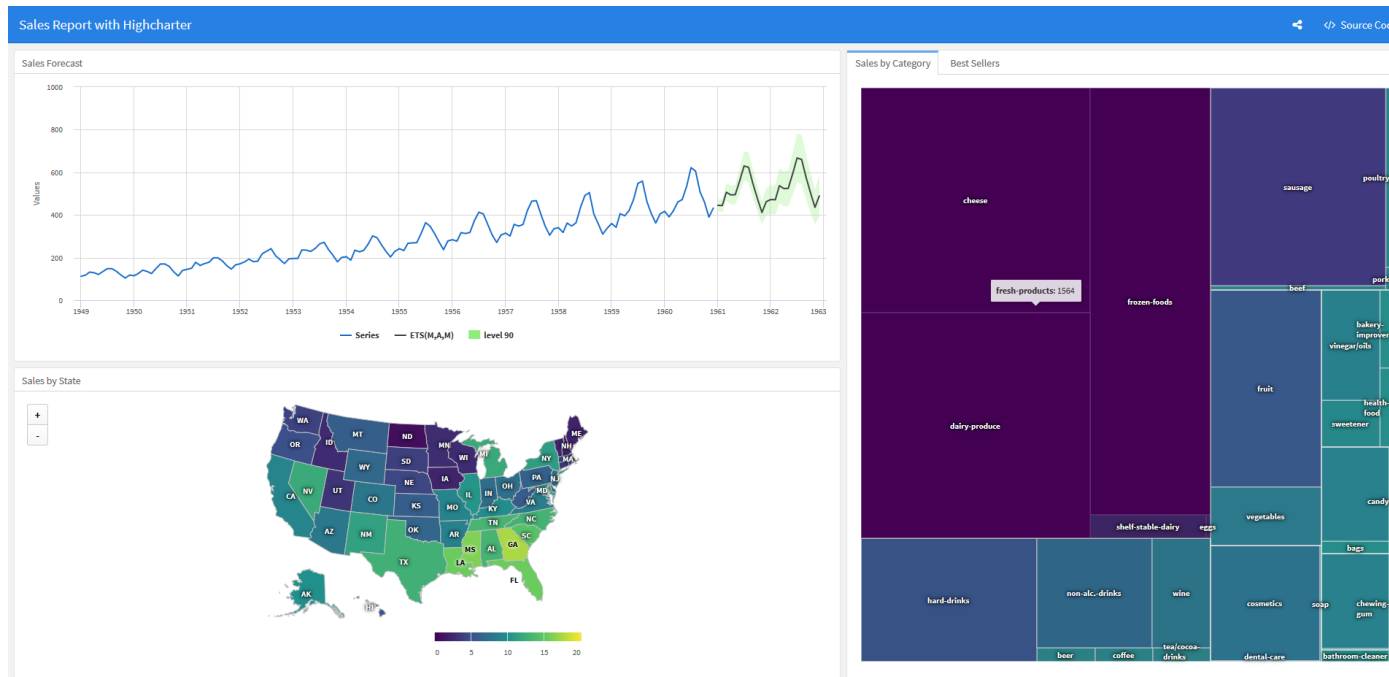 Sales Report with Highcharter
Source Co
Sales Forecast
1000
800
600
400
200
0
Values
1949
1950
1951
1952
1953
1954
1955
1956
1957
1958
1959
1960
1961
1962
1963
Series
ETS(M,A,M)
level 90
Sales by State
+
-
WA
OR
ID
MT
ND
MN
WI
MI
ME
NH
MA
NY
SD
WY
NE
IA
PA
NJ
OH
IN
IL
MD
VA
CA
NV
UT
CO
KS
MO
KY
TN
NC
SC
AZ
NM
OK
AR
MS
AL
GA
TX
LA
FL
AK
HI
0
5
10
15
20
Sales by Category
Best Sellers
cheese
frozen-foods
fresh-products: 1564
dairy-produce
shelf-stable-dairy
eggs
sausage
poultry
pork
beef
fruit
bakery-
improver
vinegar/oils
health-
food
sweetener
vegetables
candy
bags
hard-drinks
non-alc.-drinks
wine
beer
coffee
tea/cocoa-
drinks
cosmetics
soap
chewing-
gum
dental-care
bathroom-cleaner